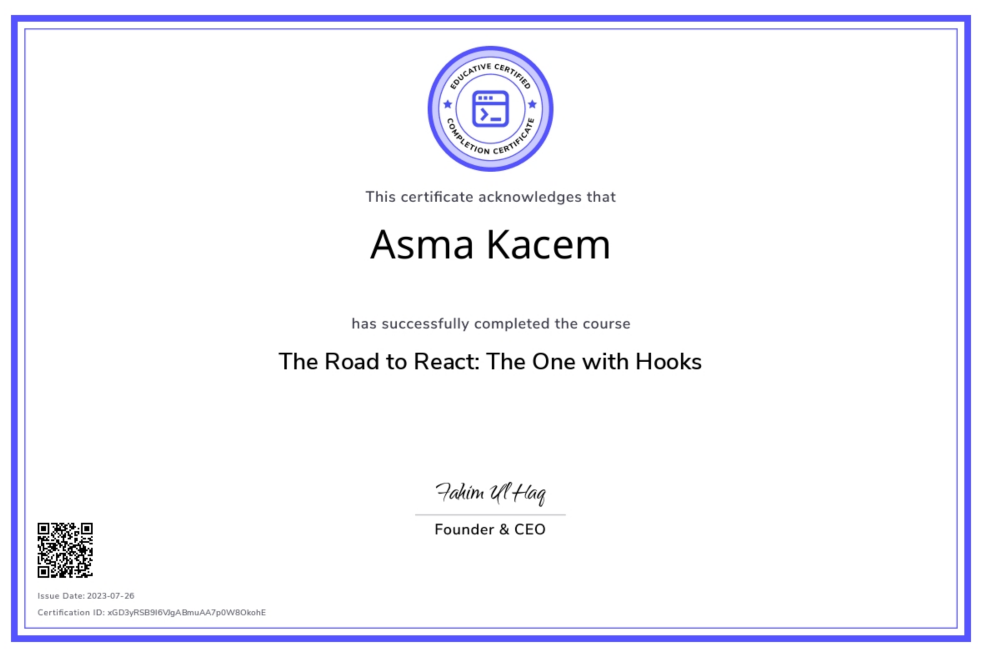 EDUCATIVE CERTIFIED
COMPLETION CERTIFICATE
This certificate acknowledges that
Asma Kacem
has successfully completed the course
The Road to React: The One with Hooks
Fahim Ul Haq
Founder & CEO
Issue Date: 2023-07-26
Certification ID: xGD3yRSB9I6VJgABmuAA7p0W8OkohE